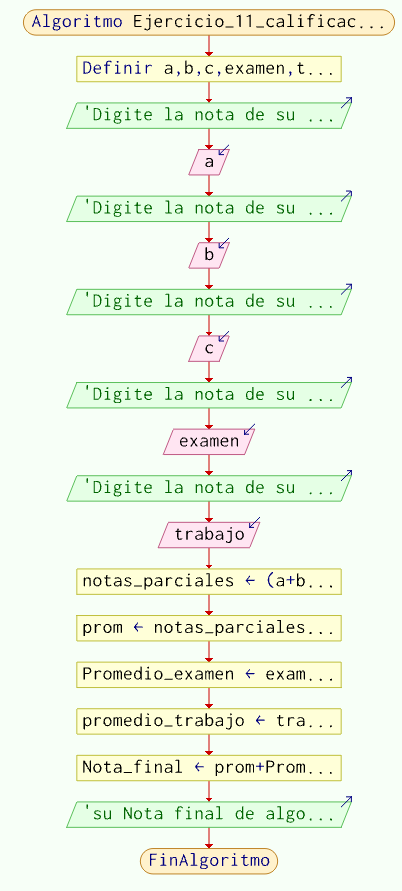 Algoritmo Ejercicio_11_calificac...
Definir a,b,c,examen,t...
'Digite la nota de su ...
a
'Digite la nota de su ...
b
'Digite la nota de su ...
c
'Digite la nota de su ...
examen
'Digite la nota de su ...
trabajo
notas_parciales ← (a+b...
prom ← notas_parciales...
Promedio_examen ← exam...
promedio_trabajo ← tra...
Nota_final ← prom+Prom...
'su Nota final de algo...
FinAlgoritmo